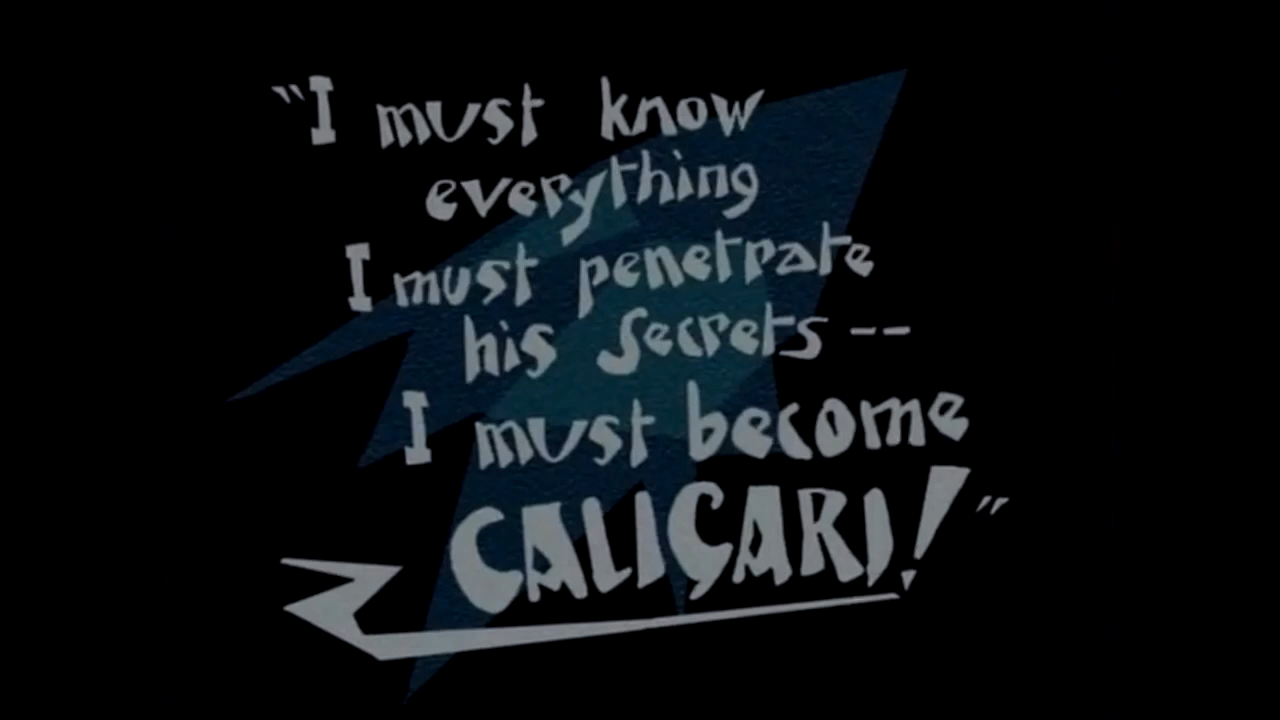 "I must know
everything
I must penetrate
his secrets --
I must become
CALIGARI!"